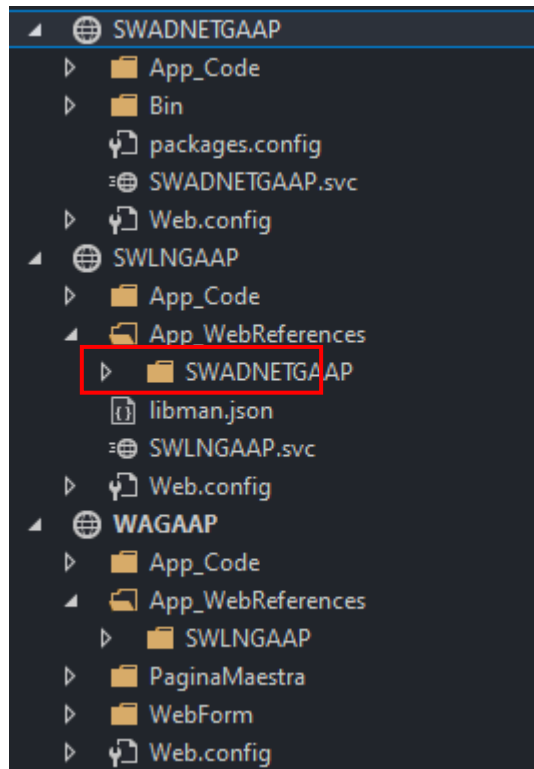 SWADNETGAAP
App_Code
Bin
packages.config
SWADNETGAAP.svc
Web.config
SWLNGAAP
App_Code
App_WebReferences
SWADNETGAAP
libman.json
SWLNGAAP.svc
Web.config
WAGAAP
App_Code
App_WebReferences
SWLNGAAP
PaginaMaestra
WebForm
Web.config